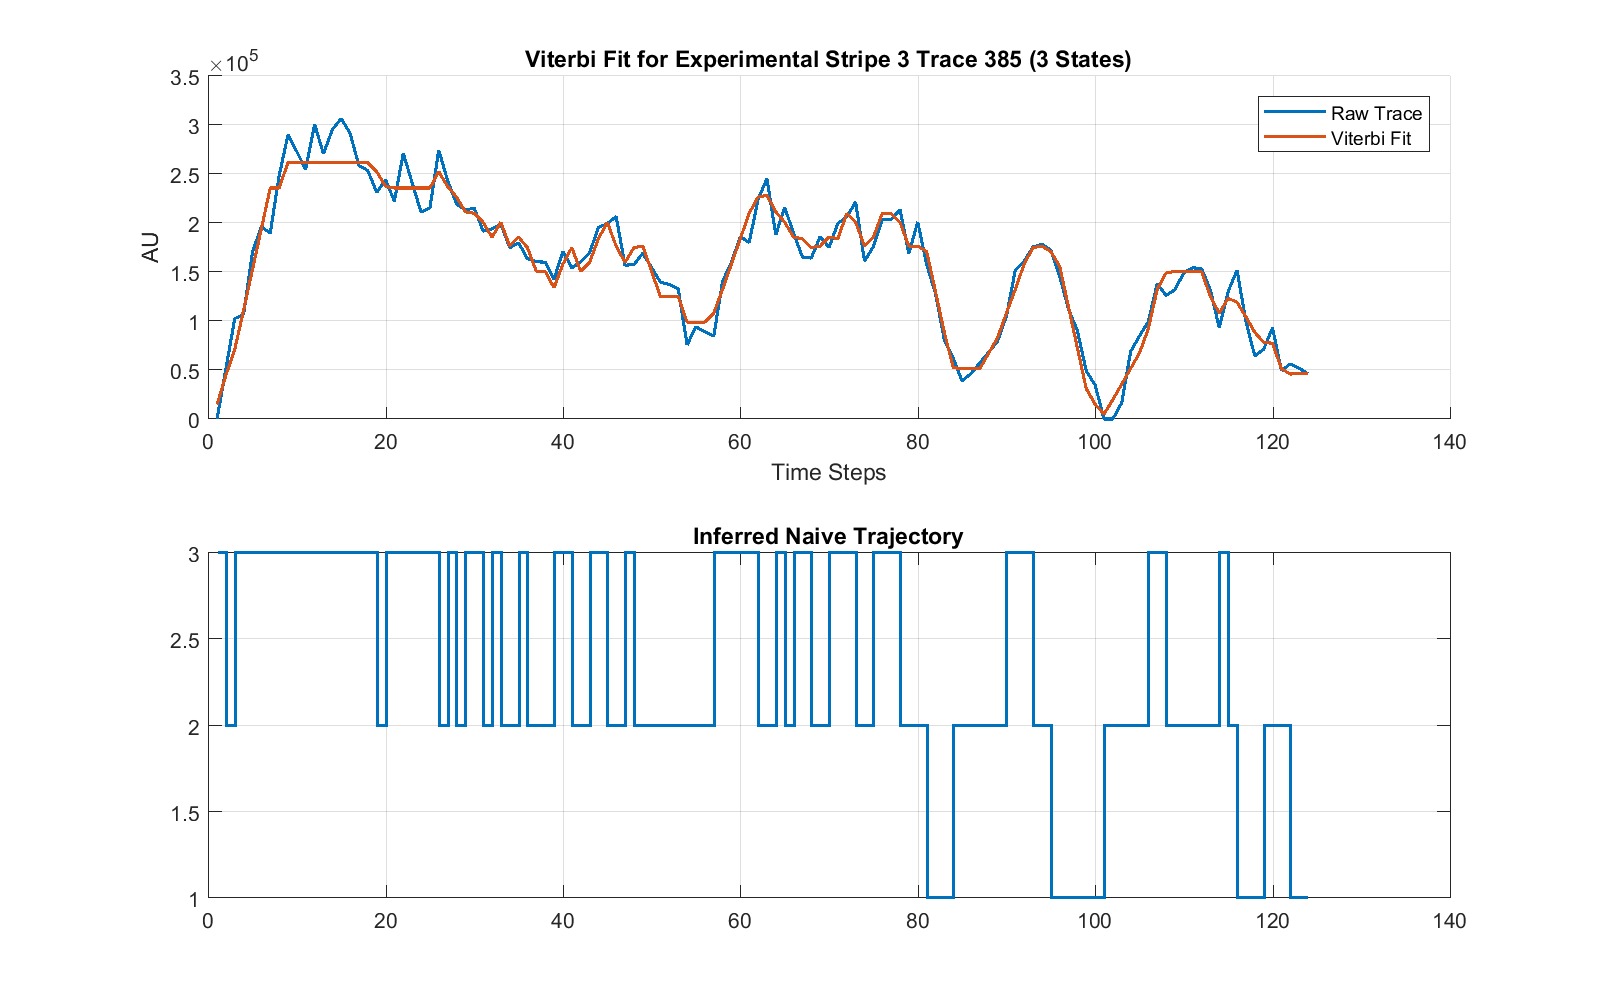 Viterbi Fit for Experimental Stripe 3 Trace 385 (3 States)
×10^5
3.5
3
2.5
2
1.5
1
0.5
0
AU
Raw Trace
Viterbi Fit
0 20 40 60 80 100 120 140
Time Steps
Inferred Naive Trajectory
3
2.5
2
1.5
1
0 20 40 60 80 100 120 140